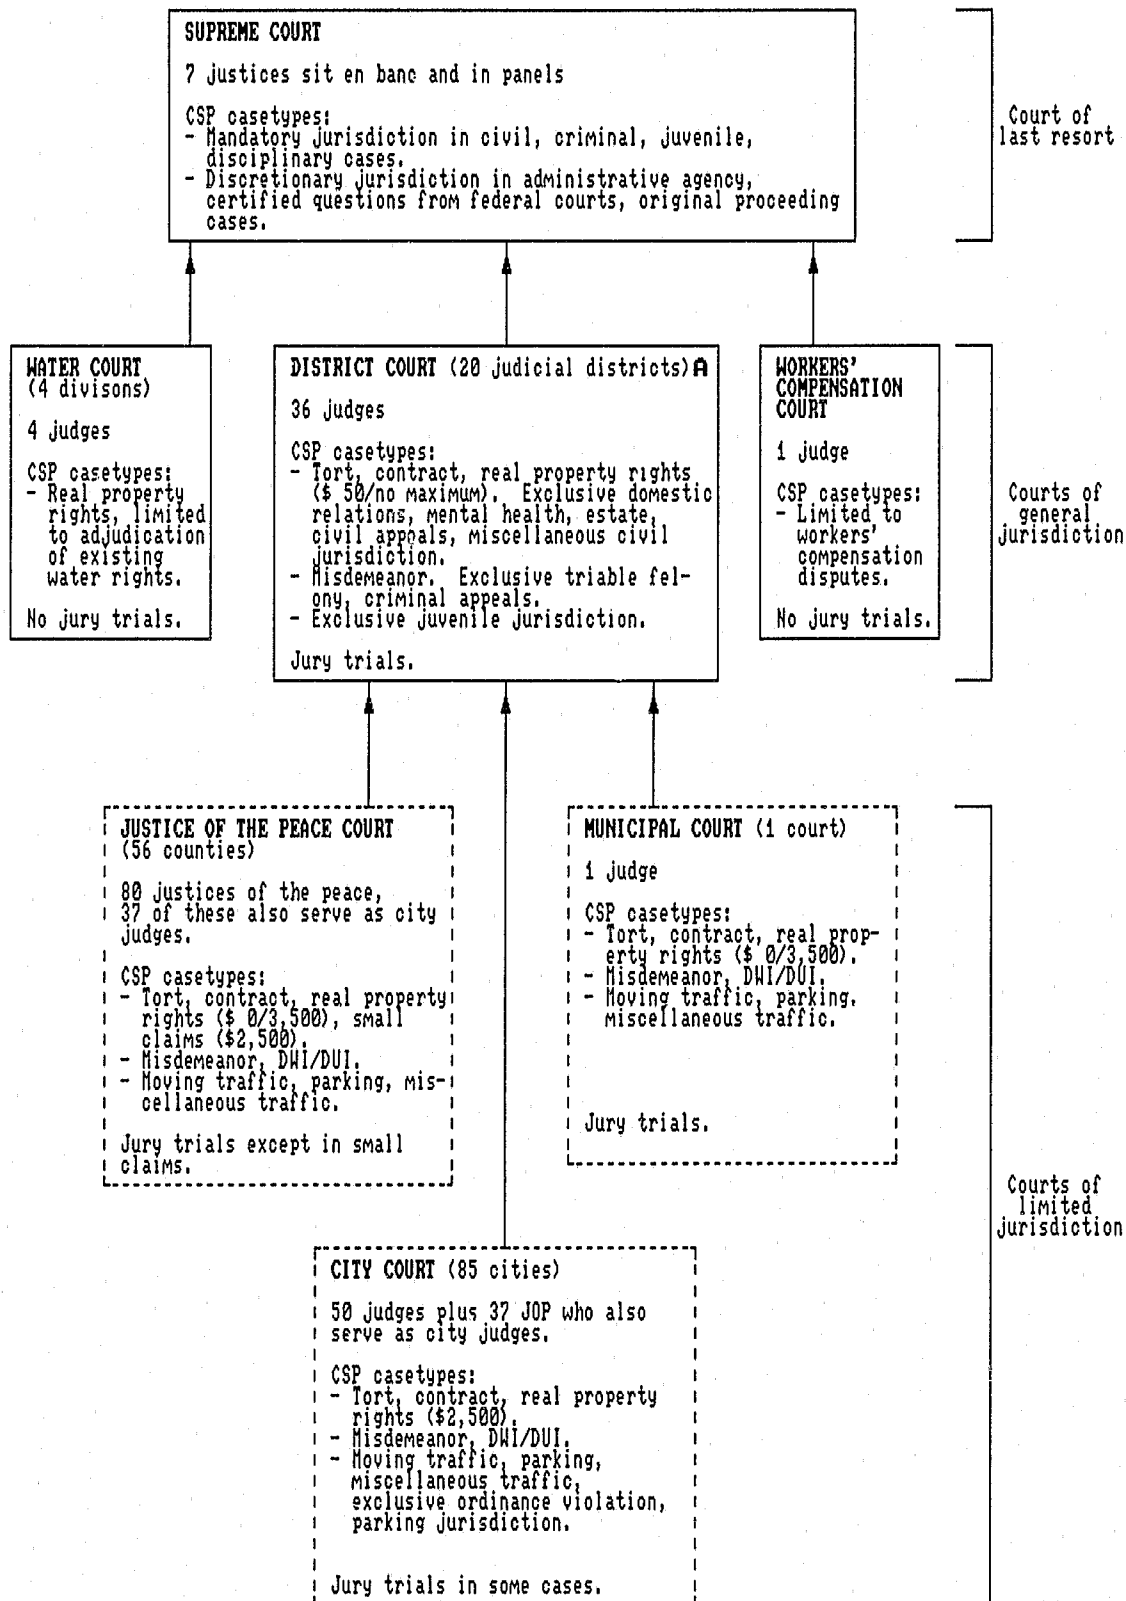 SUPREME COURT
7 justices sit en banc and in panels
CSP casetypes:
- Mandatory jurisdiction in civil, criminal, juvenile,
disciplinary cases.
- Discretionary jurisdiction in administrative agency,
certified questions from federal courts, original proceeding
cases.
Court of
last resort
WATER COURT
(4 divisons)
4 judges
CSP casetypes:
- Real property
rights, limited
to adjudication
of existing
water rights.
No jury trials.
DISTRICT COURT (20 judicial districts) A
36 judges
CSP casetypes:
- Tort, contract, real property rights
($ 50/no maximum). Exclusive domestic
relations, mental health, estate,
civil appeals, miscellaneous civil
jurisdiction.
- Misdemeanor. Exclusive triable fel-
ony, criminal appeals.
- Exclusive juvenile jurisdiction.
Jury trials.
WORKERS'
COMPENSATION
COURT
1 judge
CSP casetypes:
- Limited to
workers'
compensation
disputes.
No jury trials.
Courts of
general
jurisdiction
JUSTICE OF THE PEACE COURT
(56 counties)
80 justices of the peace,
37 of these also serve as city
judges.
CSP casetypes:
- Tort, contract, real property
rights ($ 0/3,500), small
claims ($2,500).
- Misdemeanor, DWI/DUI.
- Moving traffic, parking, mis-
cellaneous traffic.
Jury trials except in small
claims.
MUNICIPAL COURT (1 court)
1 judge
CSP casetypes:
- Tort, contract, real prop-
erty rights ($ 0/3,500).
- Misdemeanor, DWI/DUI.
- Moving traffic, parking.
miscellaneous traffic.
Jury trials.
CITY COURT (85 cities)
50 judges plus 37 JOP who also
serve as city judges.
CSP casetypes:
- Tort, contract, real property
rights ($2,500).
- Misdemeanor, DWI/DUI.
- Moving traffic, parking,
miscellaneous traffic,
exclusive ordinance violation,
parking jurisdiction.
Jury trials in some cases.
Courts of
limited
jurisdiction